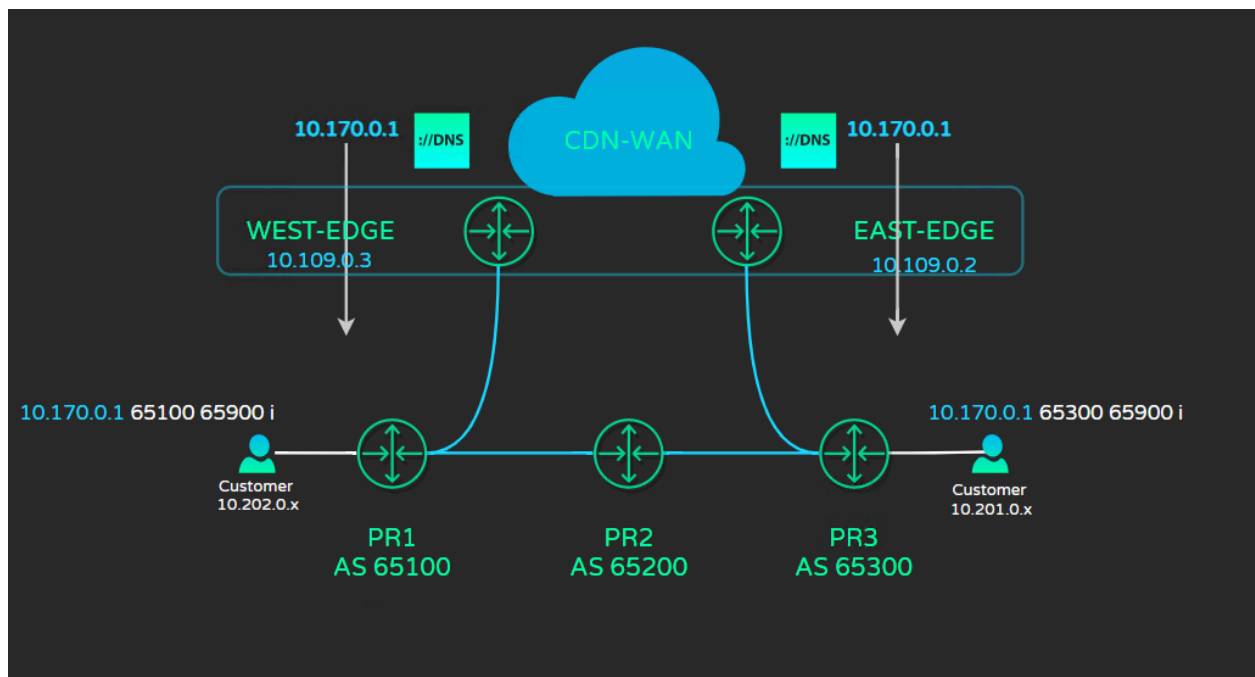 10.170.0.1
://DNS
CDN-WAN
://DNS
10.170.0.1
WEST-EDGE
10.109.0.3
EAST-EDGE
10.109.0.2
10.170.0.1 65100 65900 i
10.170.0.1 65300 65900 i
Customer
10.202.0.x
Customer
10.201.0.x
PR1
AS 65100
PR2
AS 65200
PR3
AS 65300